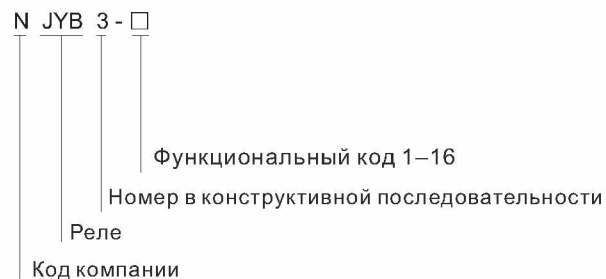 N JYB 3 - □
Функциональный код 1–16
Номер в конструктивной последовательности
Реле
Код компании